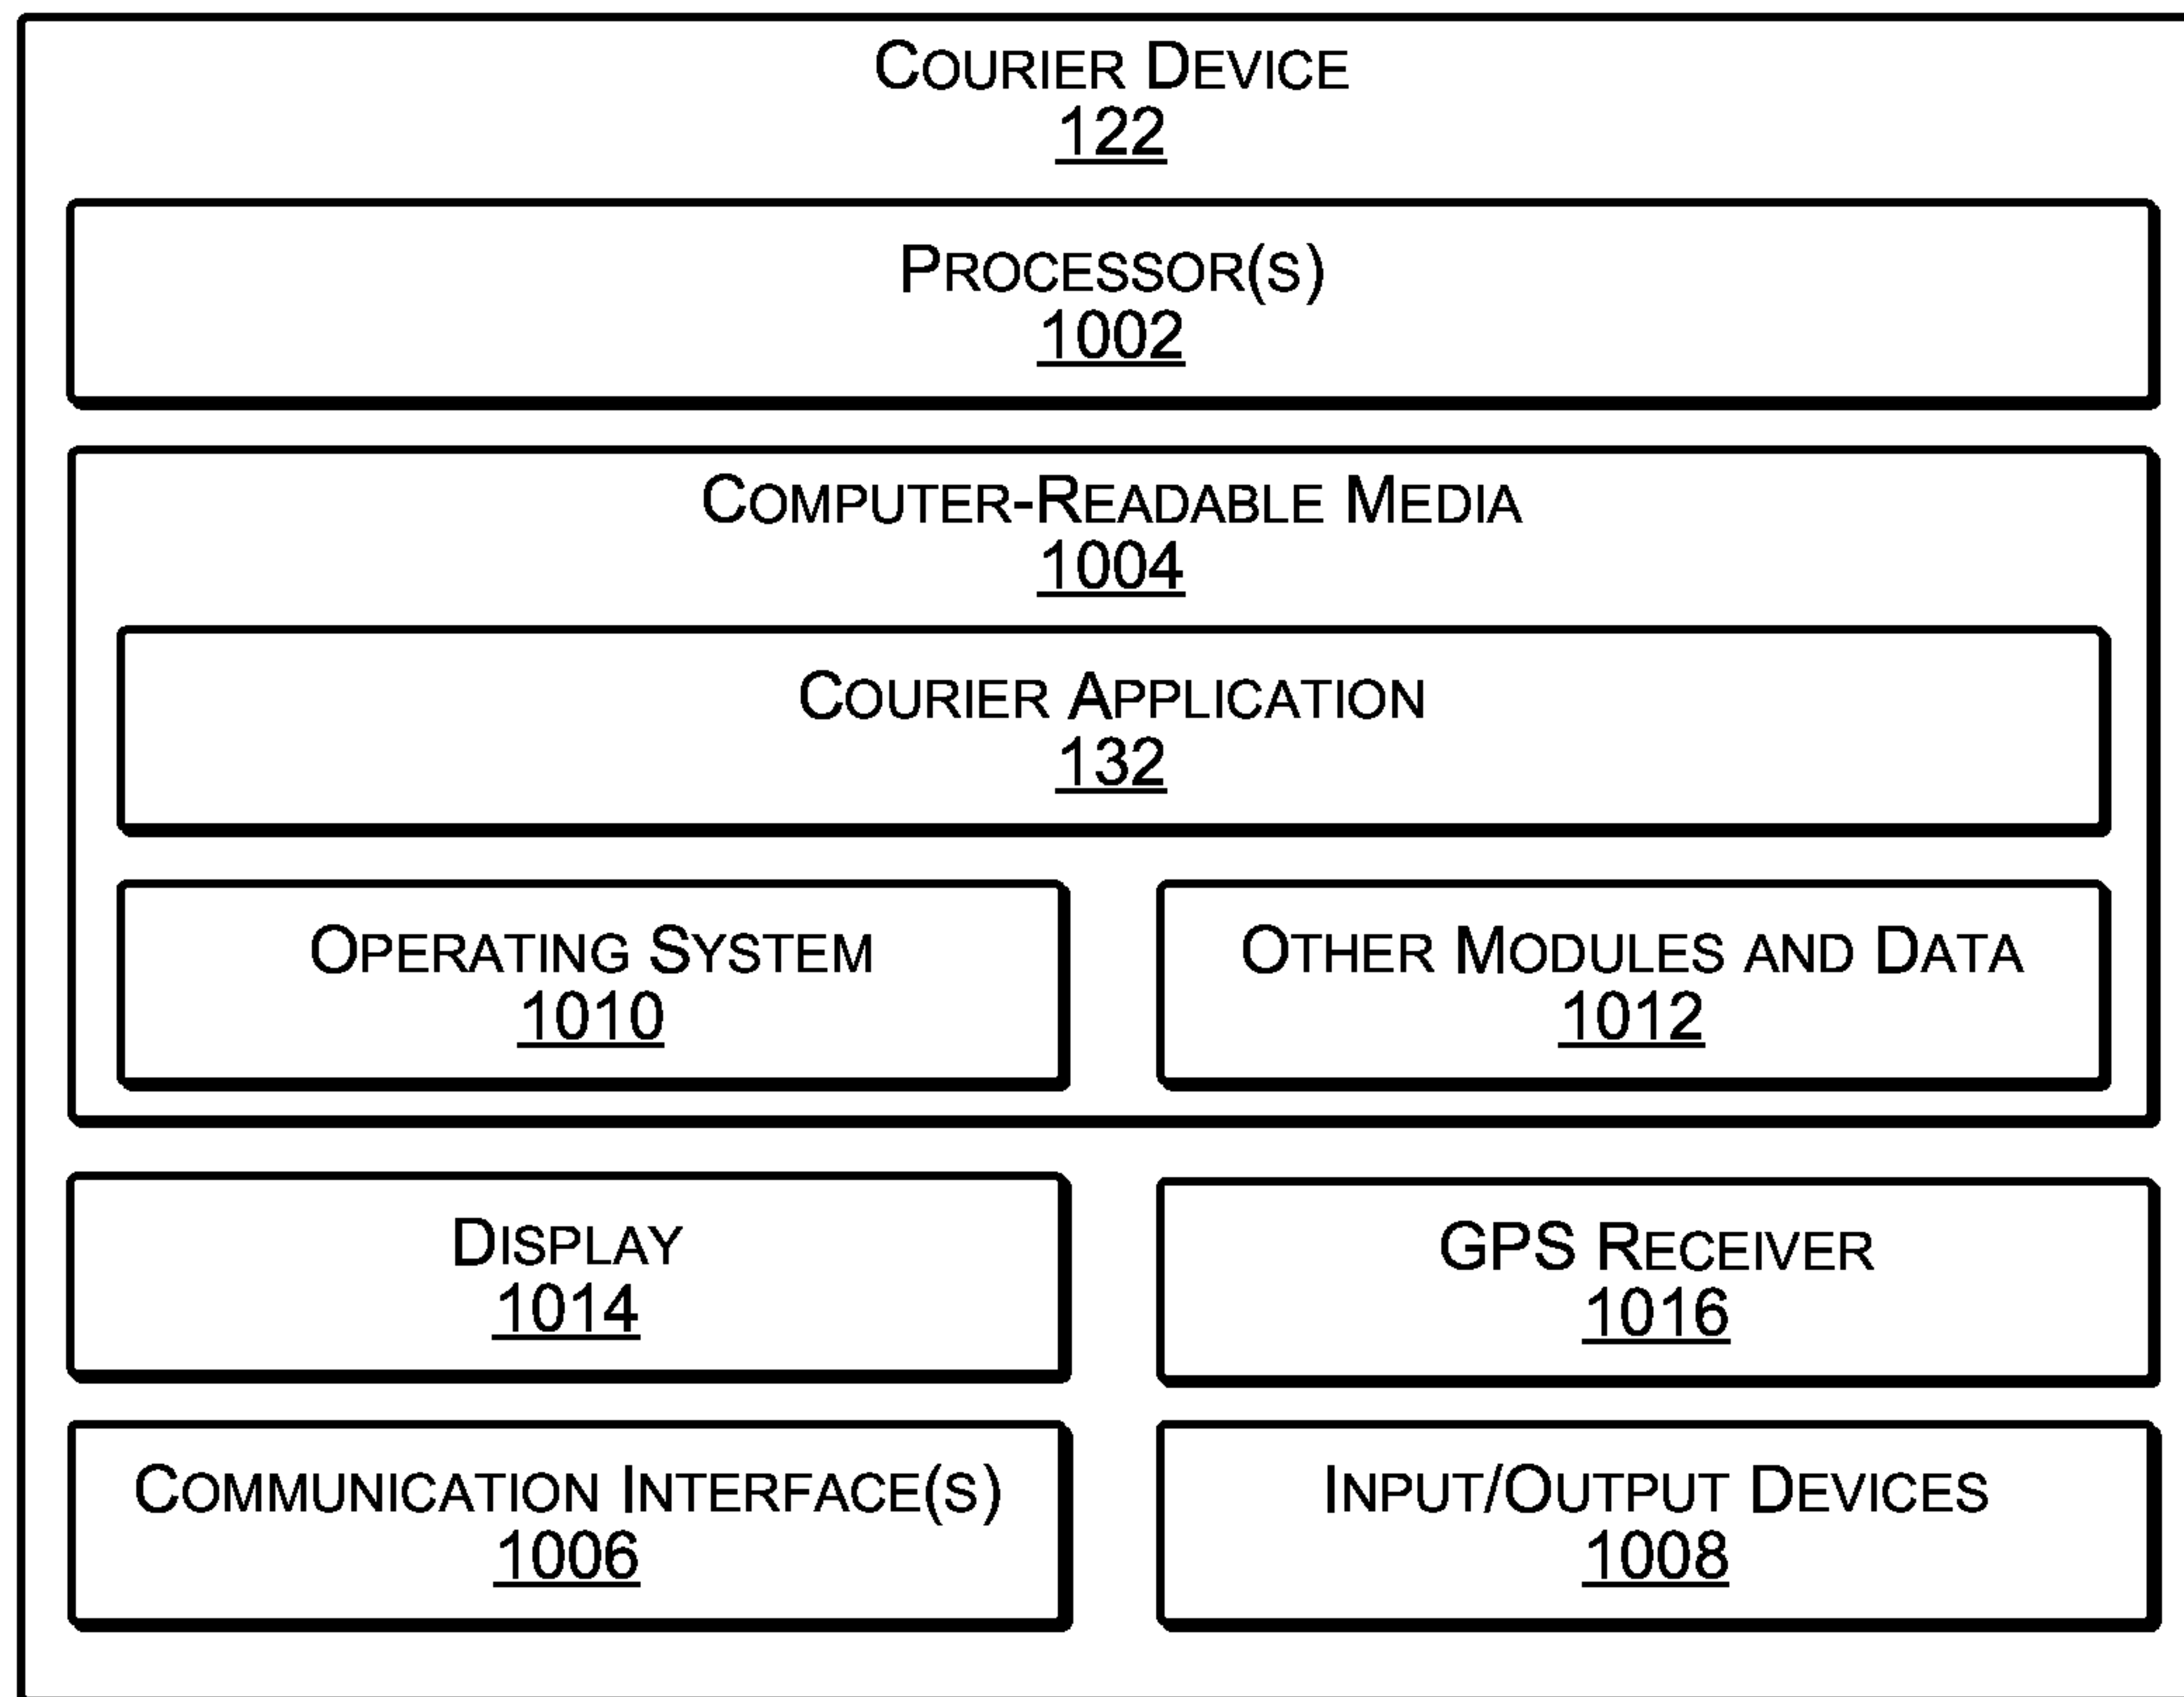 COURIER DEVICE
122
PROCESSOR(S)
1002
COMPUTER-READABLE MEDIA
1004
COURIER APPLICATION
132
OPERATING SYSTEM
1010
OTHER MODULES AND DATA
1012
DISPLAY
1014
GPS RECEIVER
1016
COMMUNICATION INTERFACE(S)
1006
INPUT/OUTPUT DEVICES
1008